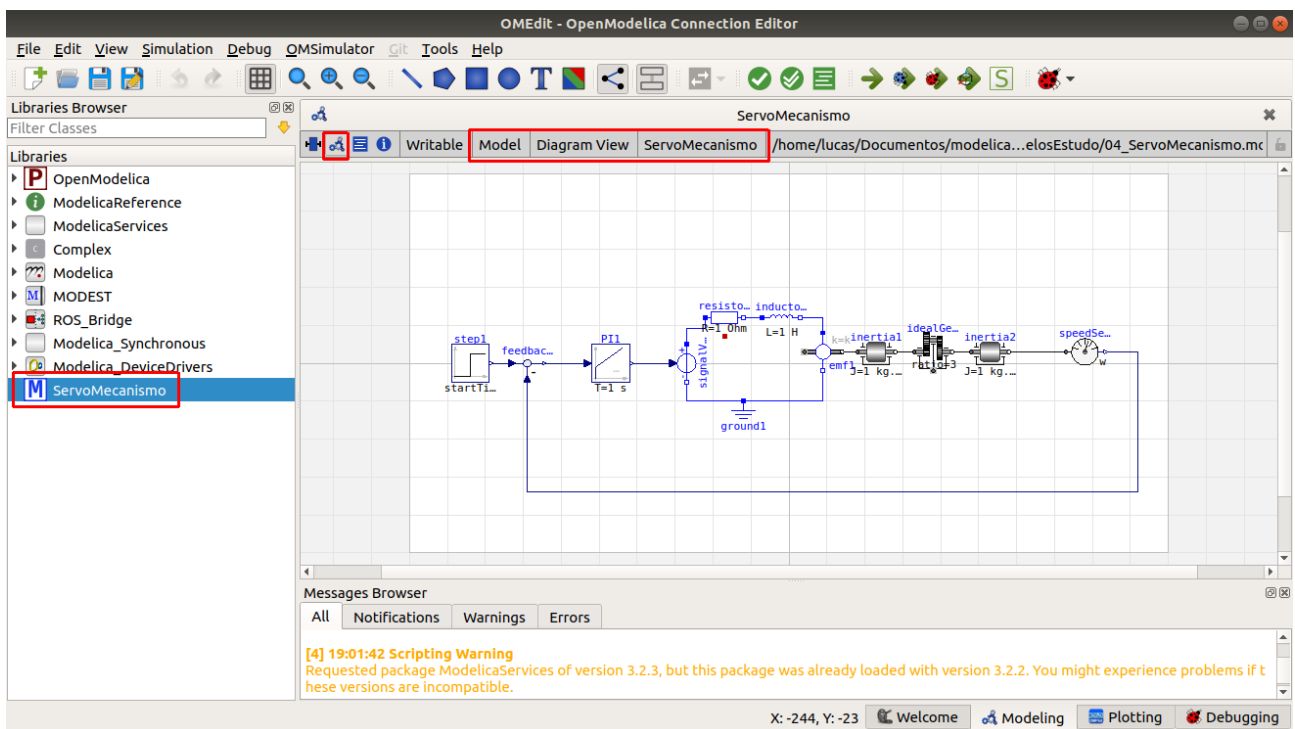 OMEdit - OpenModelica Connection Editor
File Edit View Simulation Debug OMSimulator Git Tools Help
Libraries Browser
Filter Classes
Libraries
OpenModelica
ModelicaReference
ModelicaServices
Complex
Modelica
MODEST
ROS_Bridge
Modelica_Synchronous
Modelica_DeviceDrivers
ServoMecanismo
ServoMecanismo
Writable Model Diagram View ServoMecanismo /home/lucas/Documentos/modelica...elosEstudo/04_ServoMecanismo.mo
resisto... inducto...
R=1 Ohm L=1 H
step1 feedbac... PI1 signalV... k=k inertia1 idealGe... inertia2 speedSe...
startTi... T=1 s emf1 J=1 kg.... ratio=3 J=1 kg.... w
ground1
Messages Browser
All Notifications Warnings Errors
[4] 19:01:42 Scripting Warning
Requested package ModelicaServices of version 3.2.3, but this package was already loaded with version 3.2.2. You might experience problems if t
hese versions are incompatible.
X: -244, Y: -23 Welcome Modeling Plotting Debugging